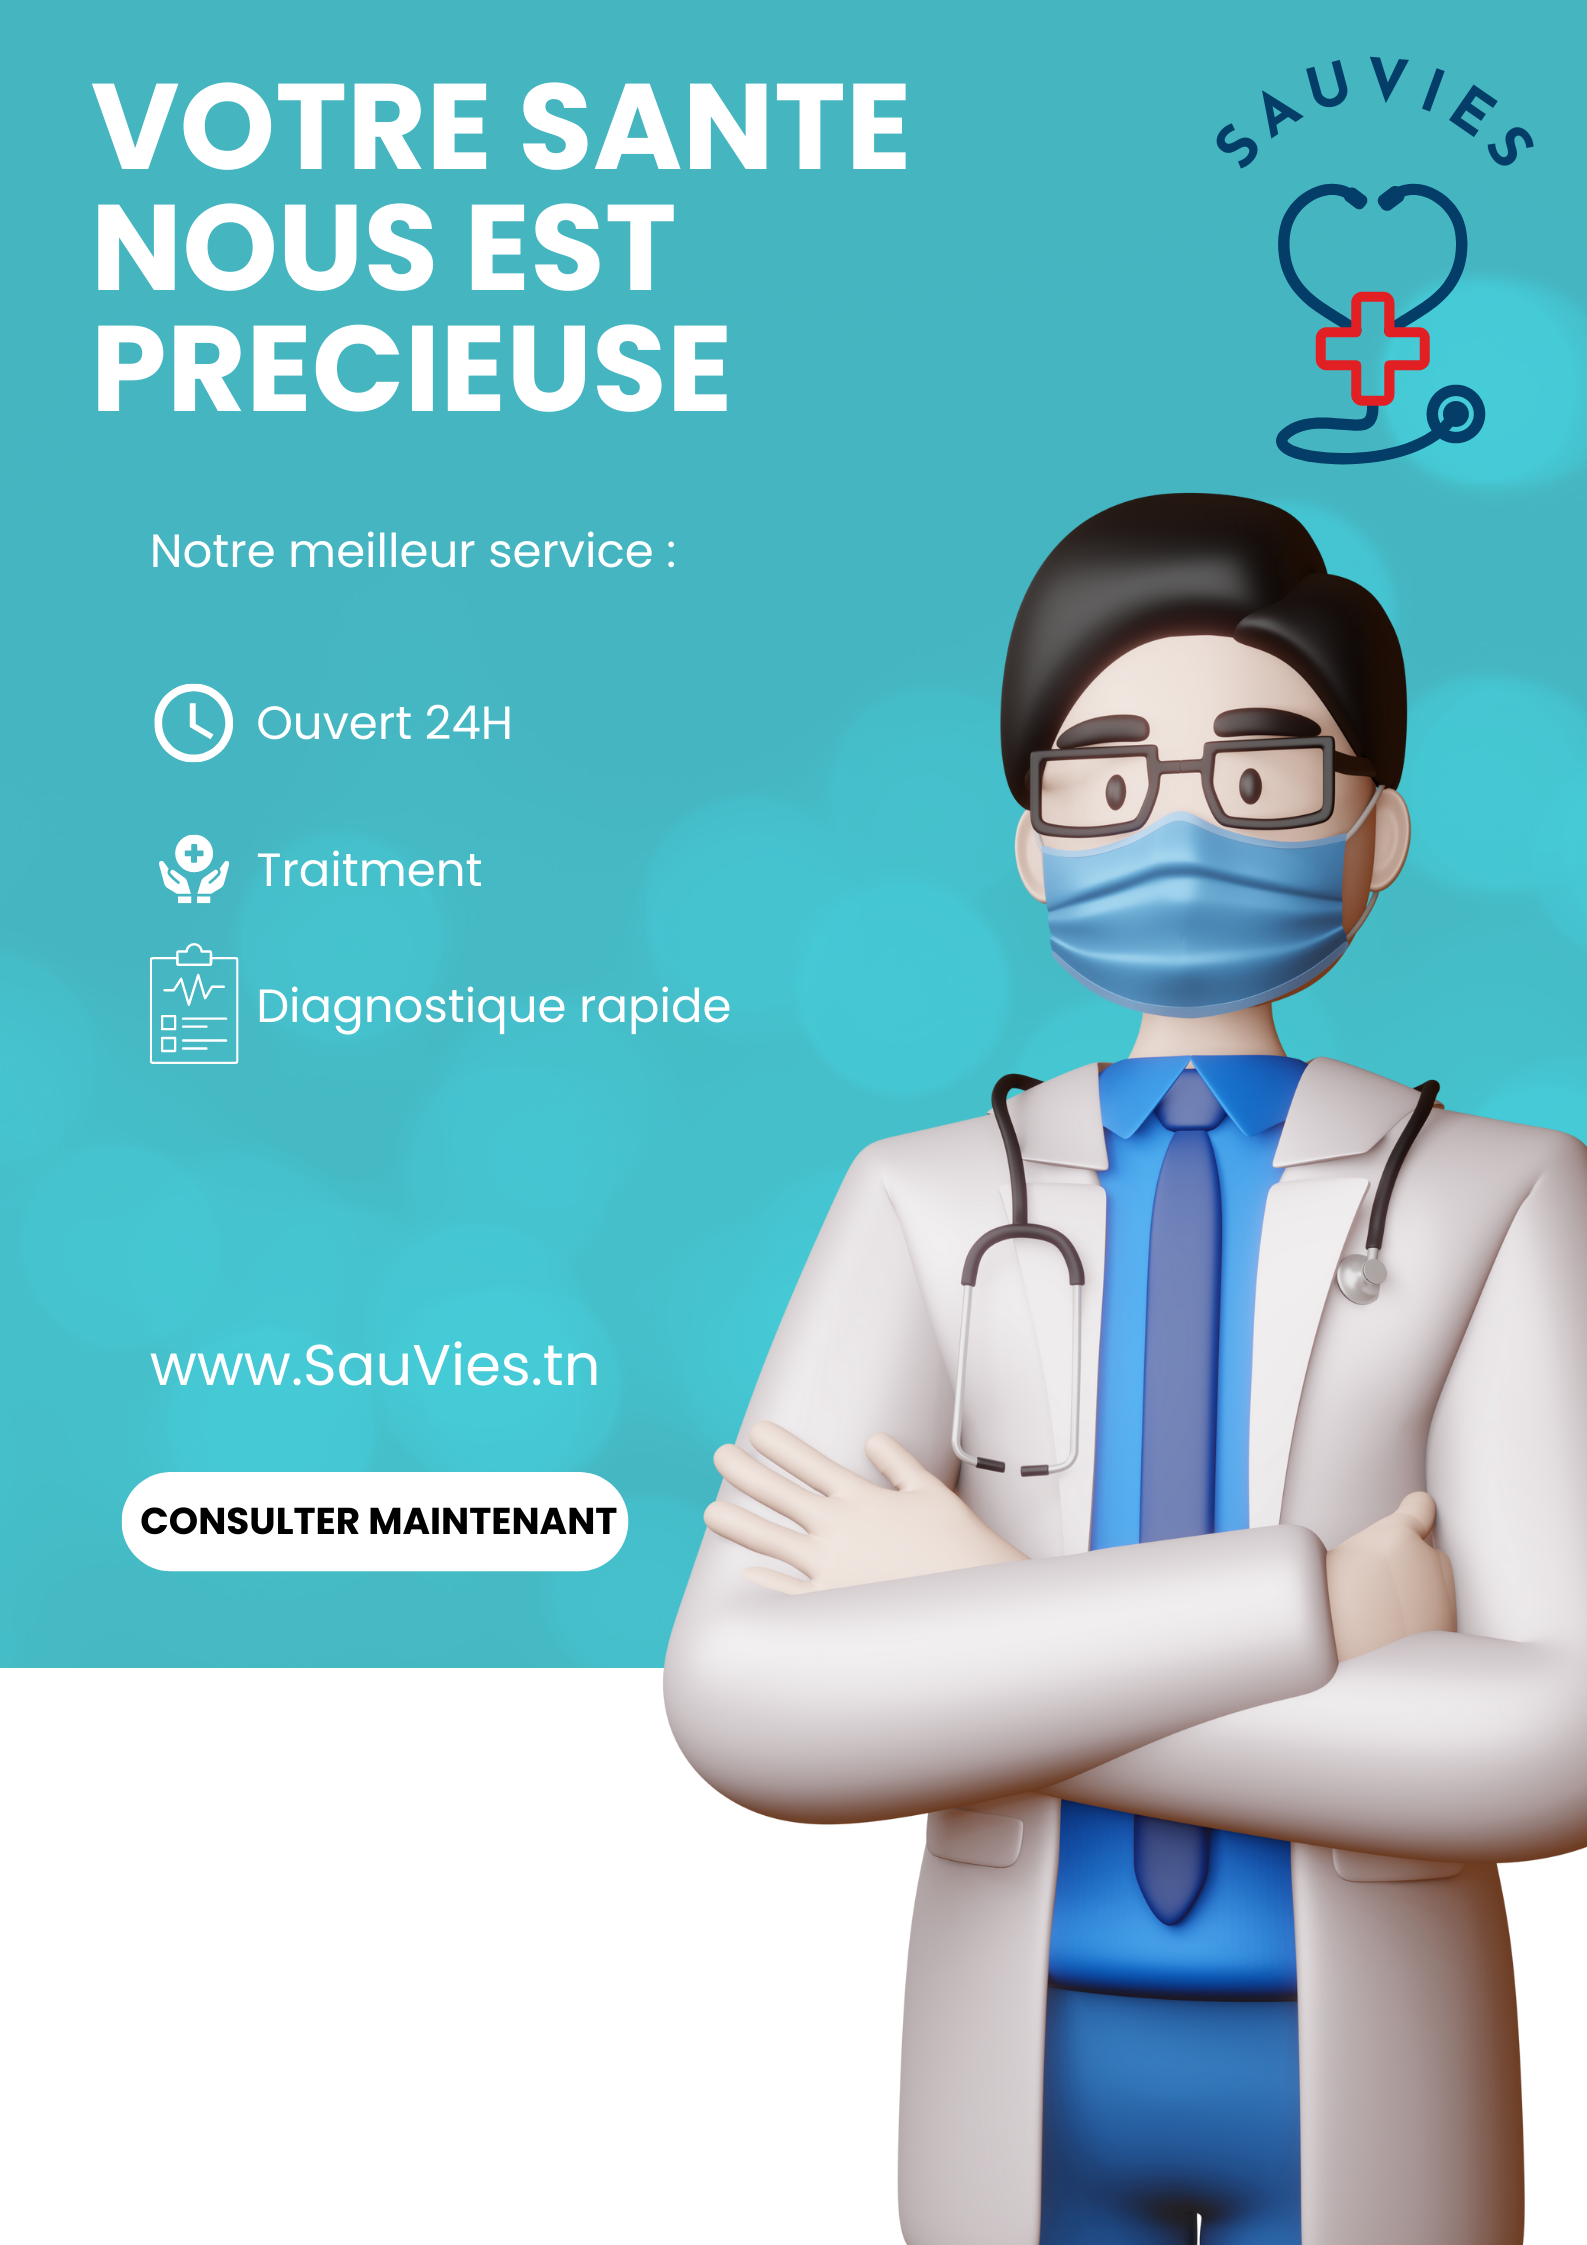 VOTRE SANTE
NOUS EST
PRECIEUSE
SAUVIES
Notre meilleur service :
Ouvert 24H
Traitment
Diagnostique rapide
www.SauVies.tn
CONSULTER MAINTENANT